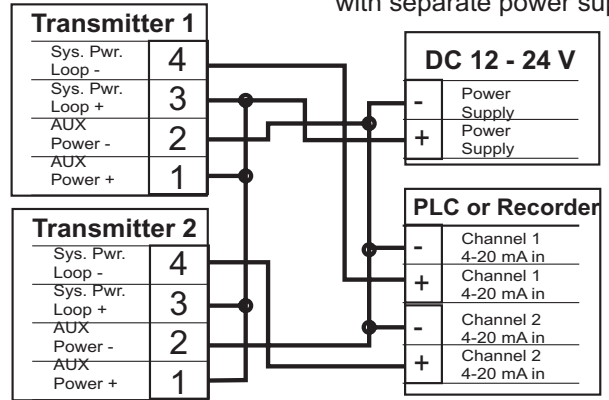 with separate power sup
Transmitter 1
Sys. Pwr.
Loop -
4
Sys. Pwr.
Loop +
3
AUX
Power -
2
AUX
Power +
1
Transmitter 2
Sys. Pwr.
Loop -
4
Sys. Pwr.
Loop +
3
AUX
Power -
2
AUX
Power +
1
DC 12 - 24 V
-
Power
Supply
+
Power
Supply
PLC or Recorder
-
Channel 1
4-20 mA in
+
Channel 1
4-20 mA in
-
Channel 2
4-20 mA in
+
Channel 2
4-20 mA in